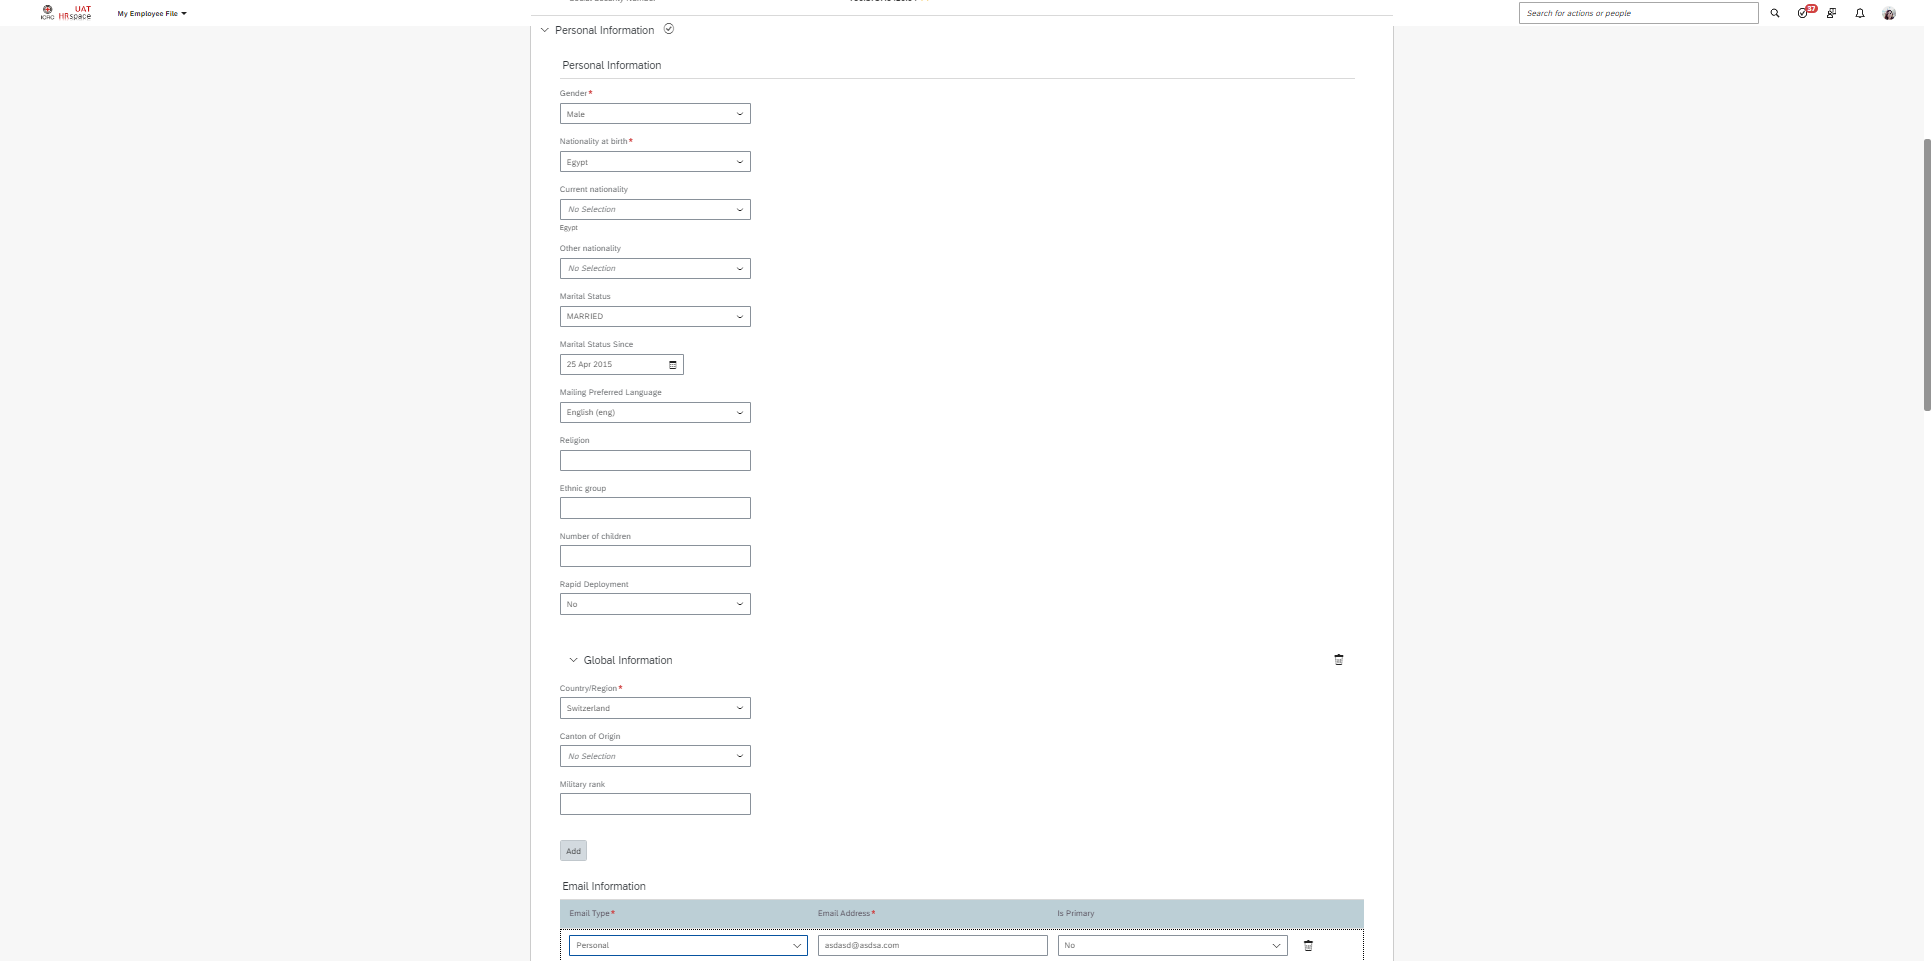 ICRC
UAT
HRspace
My Employee File
Search for actions or people
37
Personal Information
Personal Information
Gender*
Male
Nationality at birth*
Egypt
Current nationality
No Selection
Egypt
Other nationality
No Selection
Marital Status
MARRIED
Marital Status Since
25 Apr 2015
Mailing Preferred Language
English (eng)
Religion
Ethnic group
Number of children
Rapid Deployment
No
Global Information
Country/Region*
Switzerland
Canton of Origin
No Selection
Military rank
Add
Email Information
Email Type* Email Address* Is Primary
Personal asdasd@asdsa.com No